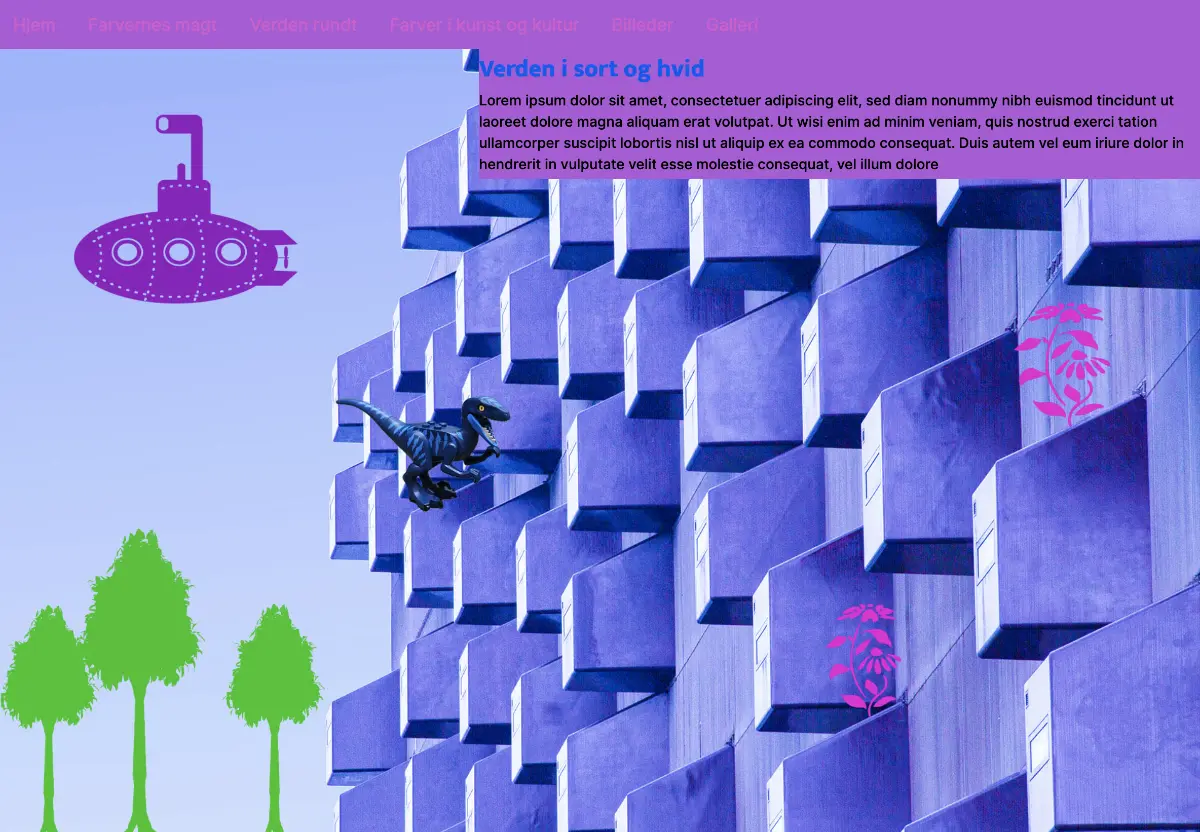 Hjem Farvernes magt Verden rundt Farver i kunst og kultur Billeder Galleri
Verden i sort og hvid
Lorem ipsum dolor sit amet, consectetuer adipiscing elit, sed diam nonummy nibh euismod tincidunt ut
laoreet dolore magna aliquam erat volutpat. Ut wisi enim ad minim veniam, quis nostrud exerci tation
ullamcorper suscipit lobortis nisl ut aliquip ex ea commodo consequat. Duis autem vel eum iriure dolor in
hendrerit in vulputate velit esse molestie consequat, vel illum dolore